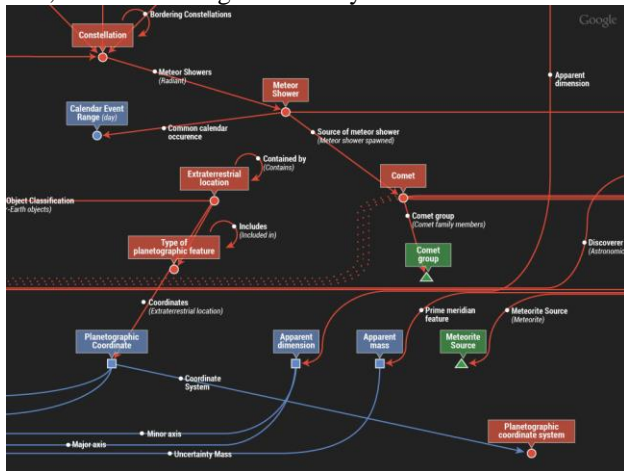 Bordering Constellations
Google
Constellation
Meteor Showers
(Radiant)
Apparent
dimension
Meteor
Shower
Calendar Event
Range (day)
Common calendar
occurence
Source of meteor shower
(Meteor shower spawned)
Contained by
(Contains)
Extraterrestrial
location
Comet
Object Classification
r-Earth objects)
Comet group
(Comet family members)
Includes
(Included in)
Type of
planetographic feature
Comet
group
Discoverer
(Astronomic
Coordinates
(Extraterrestrial location)
Prime meridian
feature
Meteorite Source
(Meteorite)
Planetographic
Coordinate
Apparent
dimension
Apparent
mass
Meteorite
Source
Coordinate
System
Planetographic
coordinate system
Minor axis
Major axis
Uncertainty Mass